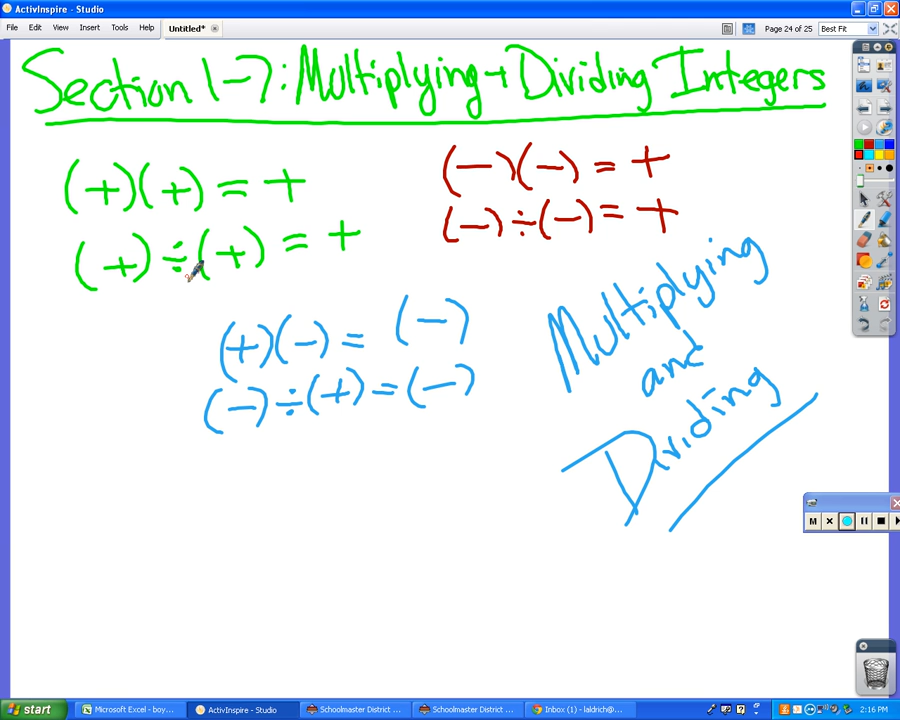 ActivInspire - Studio
File Edit View Insert Tools Help Untitled* Page 24 of 25 Best Fit
Section 1-7: Multiplying + Dividing Integers
(+)(+) = +
(+) ÷ (+) = +
(-)(-) = +
(-) ÷ (-) = +
(+)(-) = (-)
(-) ÷ (+) = (-)
Multiplying
and
Dividing
M
start Microsoft Excel - boy... ActivInspire - Studio Schoolmaster District ... Schoolmaster District ... Inbox (1) - laldrich@... 2:16 PM